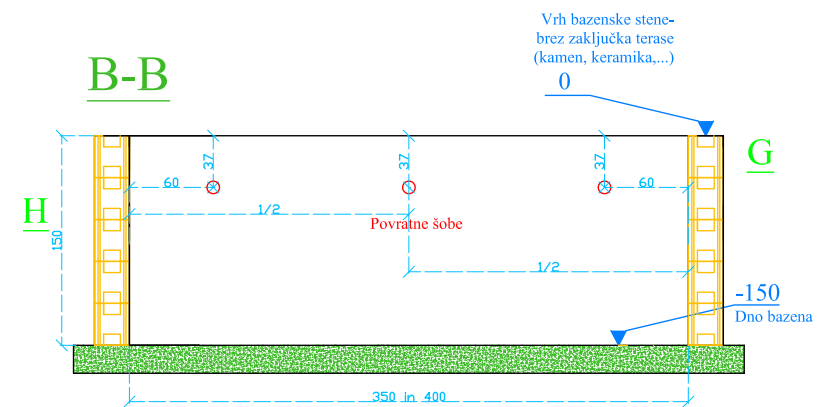 Vrh bazenske stene-
brez zaključka terase
(kamen, keramika,...)
0
B-B
G
37
37
37
60
60
H
1/2
Povratne šobe
150
1/2
-150
Dno bazena
350 in 400